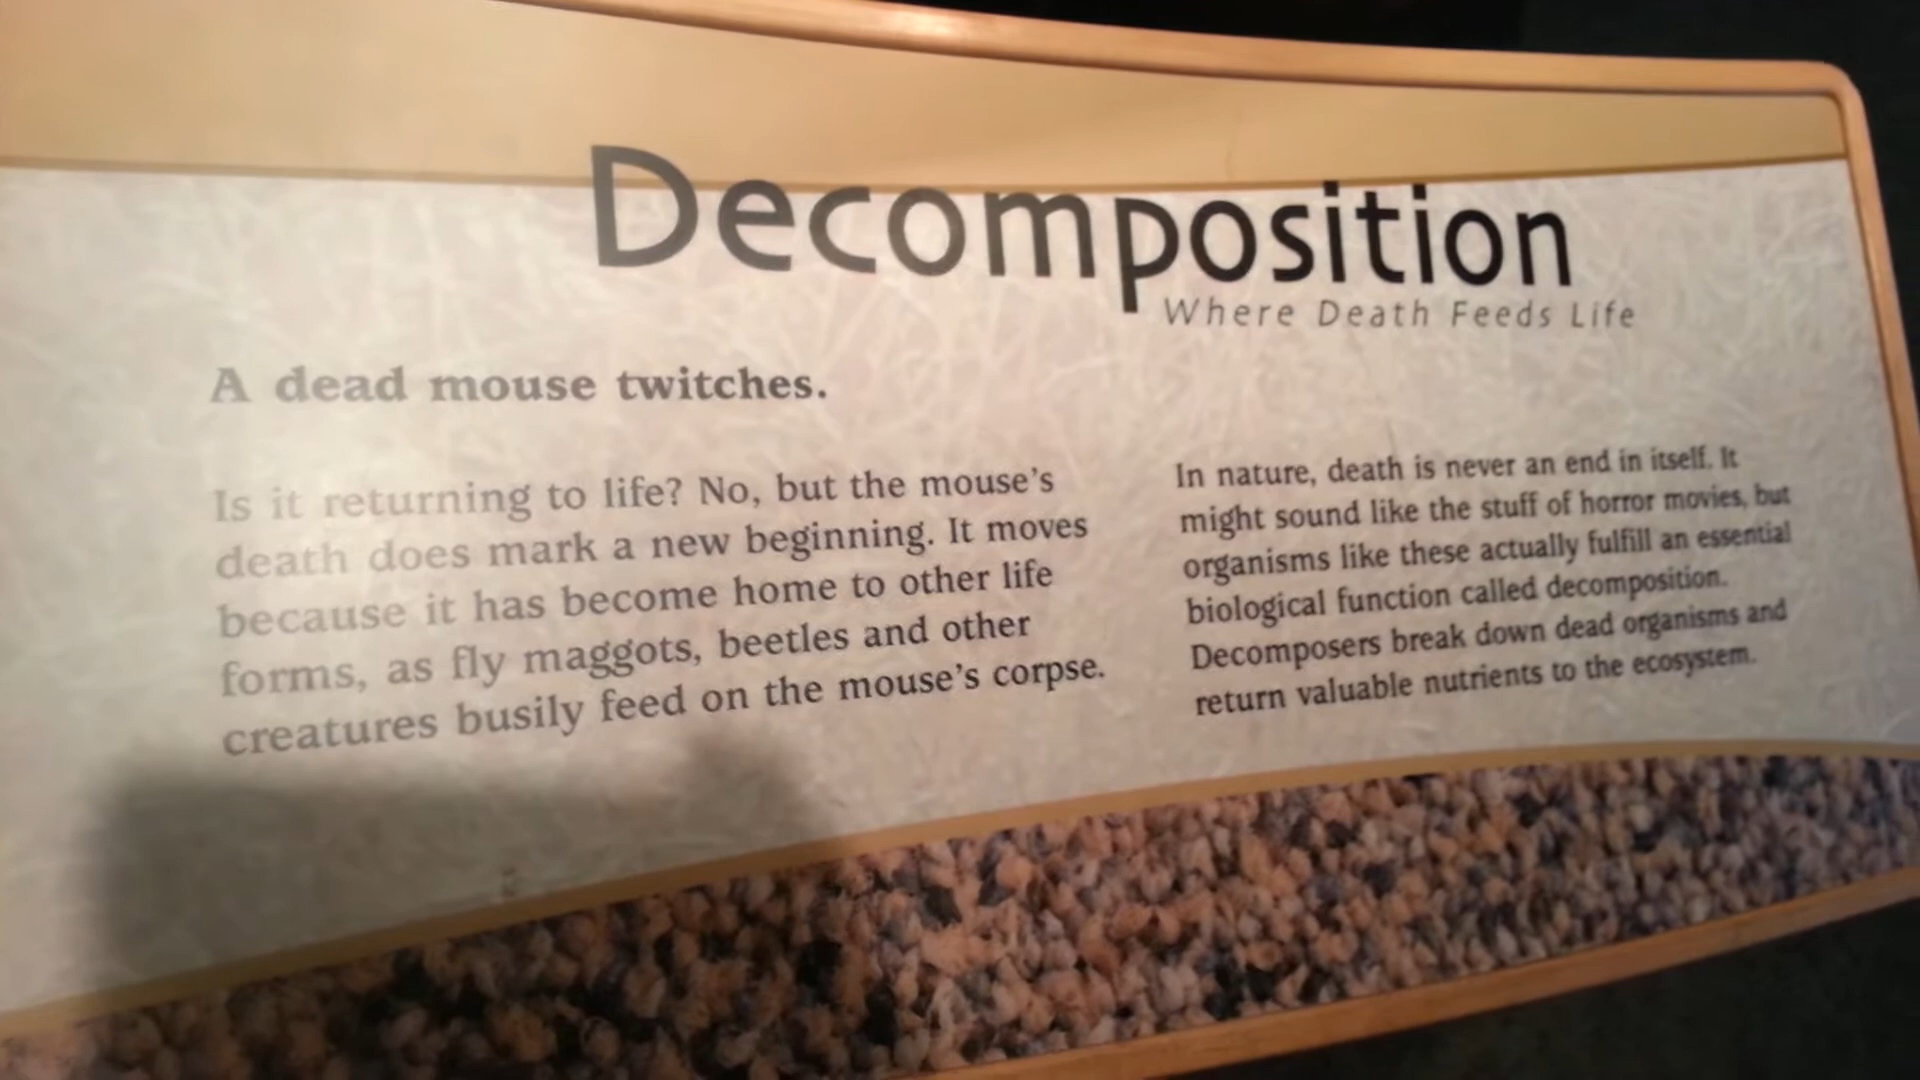 Decomposition
Where Death Feeds Life
A dead mouse twitches.
Is it returning to life? No, but the mouse's
death does mark a new beginning. It moves
because it has become home to other life
forms, as fly maggots, beetles and other
creatures busily feed on the mouse's corpse.
In nature, death is never an end in itself. It
might sound like the stuff of horror movies, but
organisms like these actually fulfill an essential
biological function called decomposition.
Decomposers break down dead organisms and
return valuable nutrients to the ecosystem.